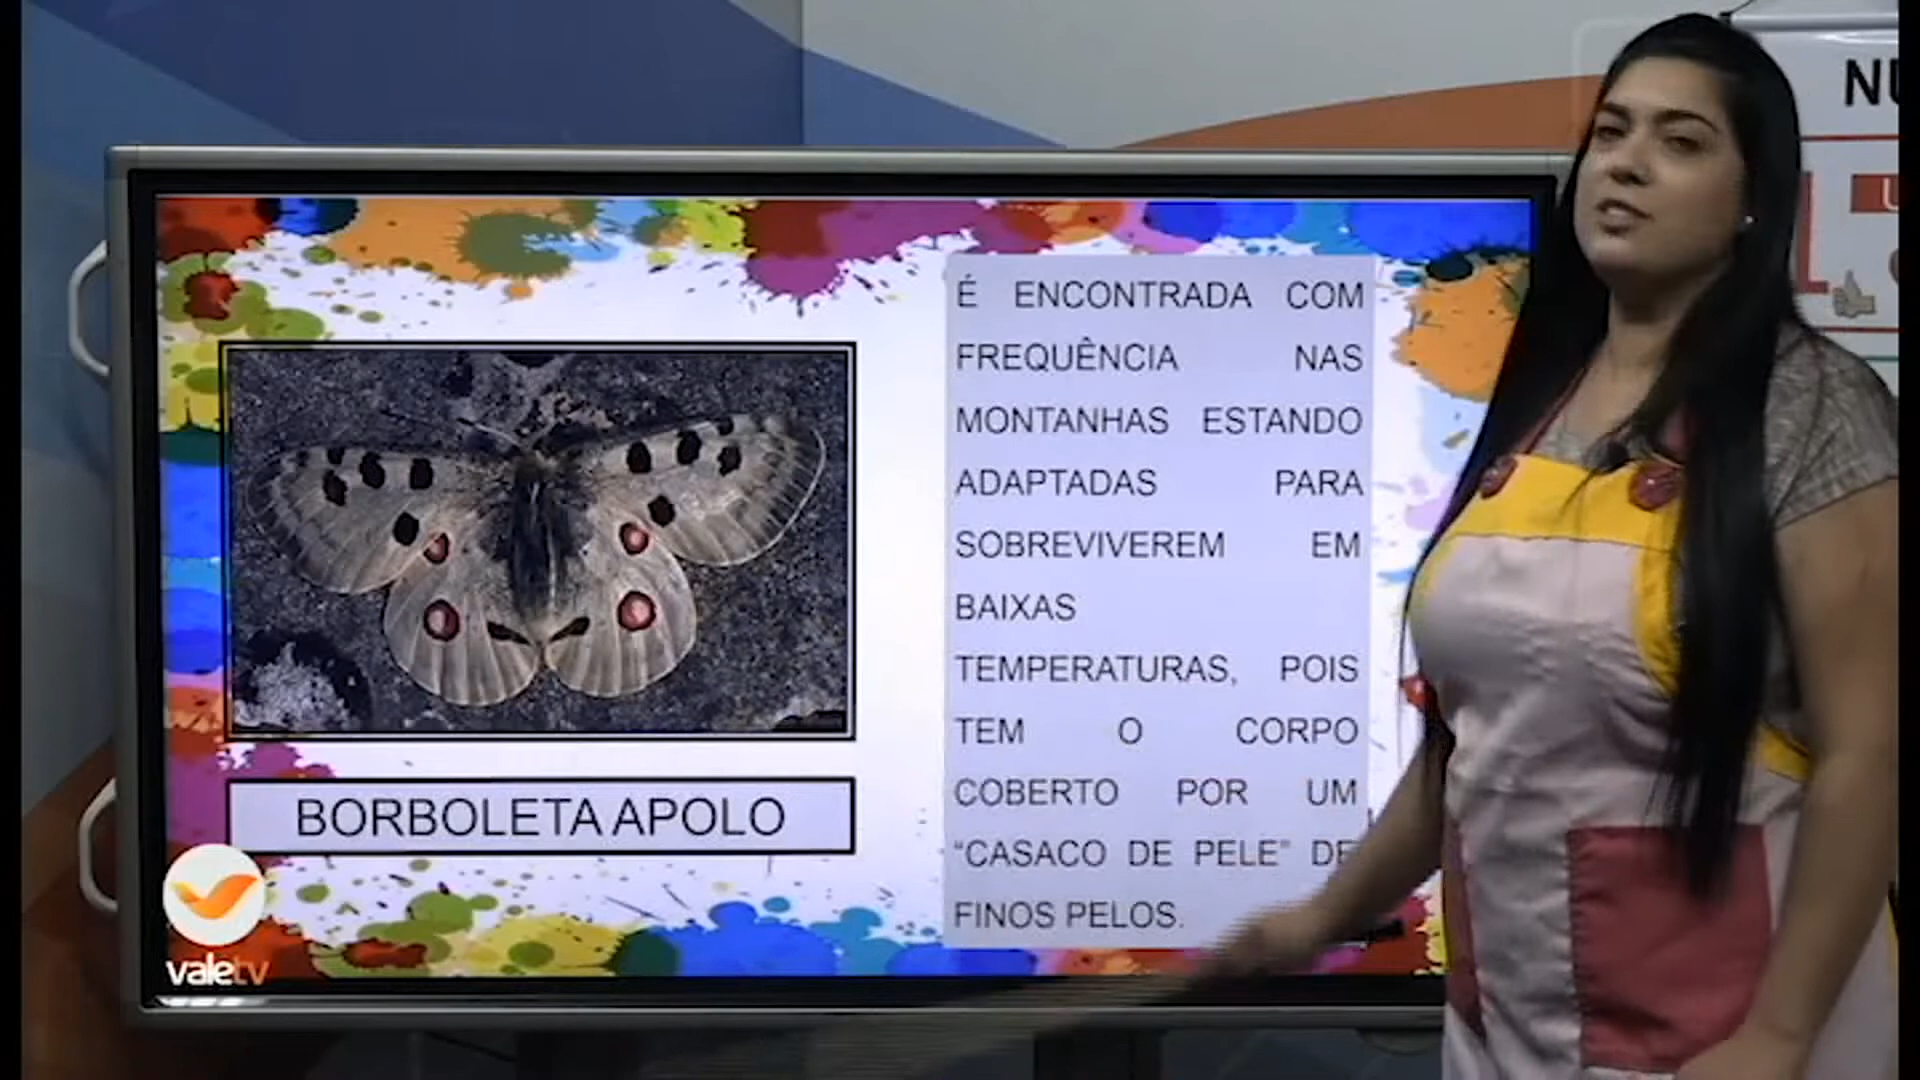 NU
É ENCONTRADA COM
FREQUÊNCIA NAS
MONTANHAS ESTANDO
ADAPTADAS PARA
SOBREVIVEREM EM
BAIXAS
TEMPERATURAS, POIS
TEM O CORPO
COBERTO POR UM
“CASACO DE PELE” DE
FINOS PELOS.
BORBOLETA APOLO
valetv